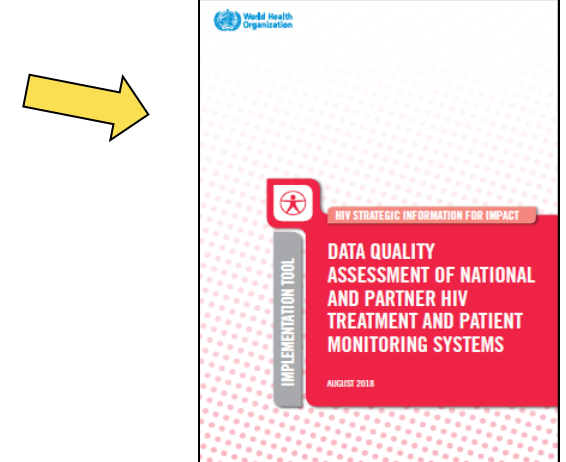 World Health
Organization
HIV STRATEGIC INFORMATION FOR IMPACT
DATA QUALITY
ASSESSMENT OF NATIONAL
AND PARTNER HIV
TREATMENT AND PATIENT
MONITORING SYSTEMS
IMPLEMENTATION TOOL
AUGUST 2018